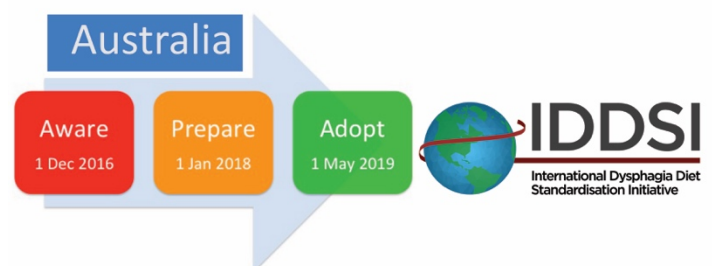 Australia
Aware
1 Dec 2016
Prepare
1 Jan 2018
Adopt
1 May 2019
IDDSI
International Dysphagia Diet
Standardisation Initiative